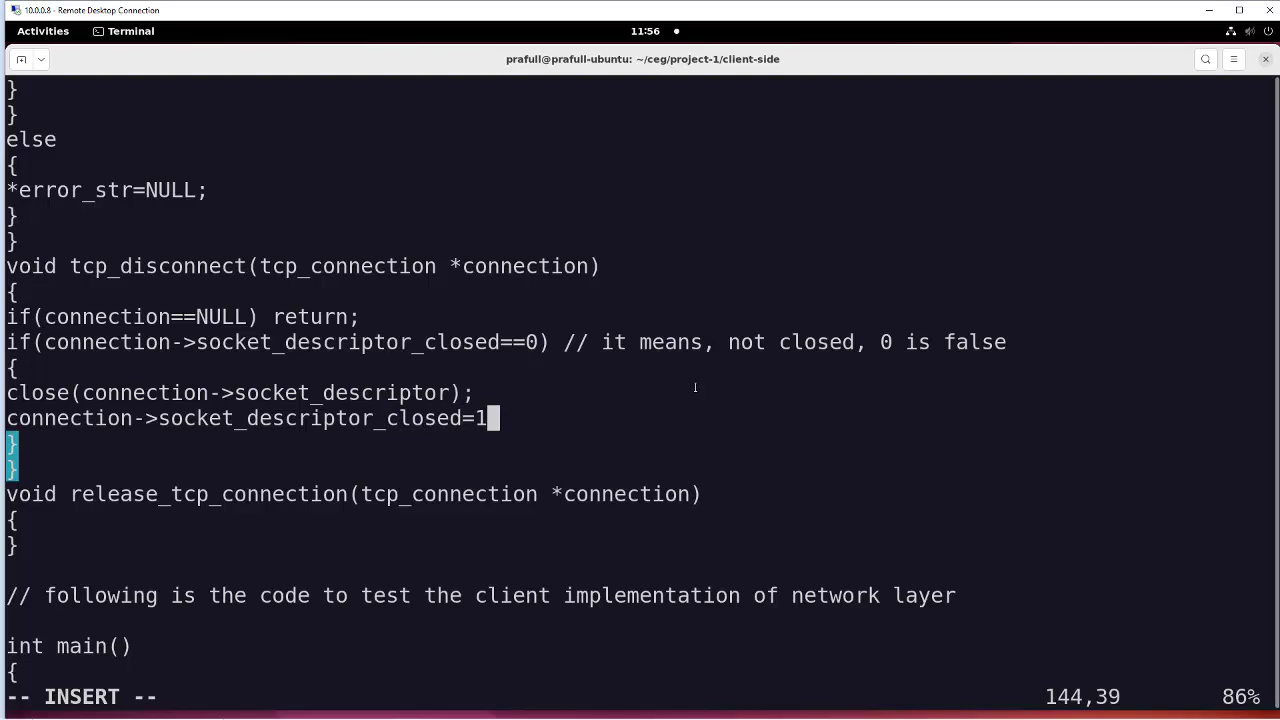 10.0.0.8 - Remote Desktop Connection
Activities
Terminal
11:56
prafull@prafull-ubuntu: ~/ceg/project-1/client-side
}
}
else
{
*error_str=NULL;
}
}
void tcp_disconnect(tcp_connection *connection)
{
if(connection==NULL) return;
if(connection->socket_descriptor_closed==0) // it means, not closed, 0 is false
{
close(connection->socket_descriptor);
connection->socket_descriptor_closed=1
}
}
void release_tcp_connection(tcp_connection *connection)
{
}
// following is the code to test the client implementation of network layer
int main()
{
-- INSERT --
144,39
86%